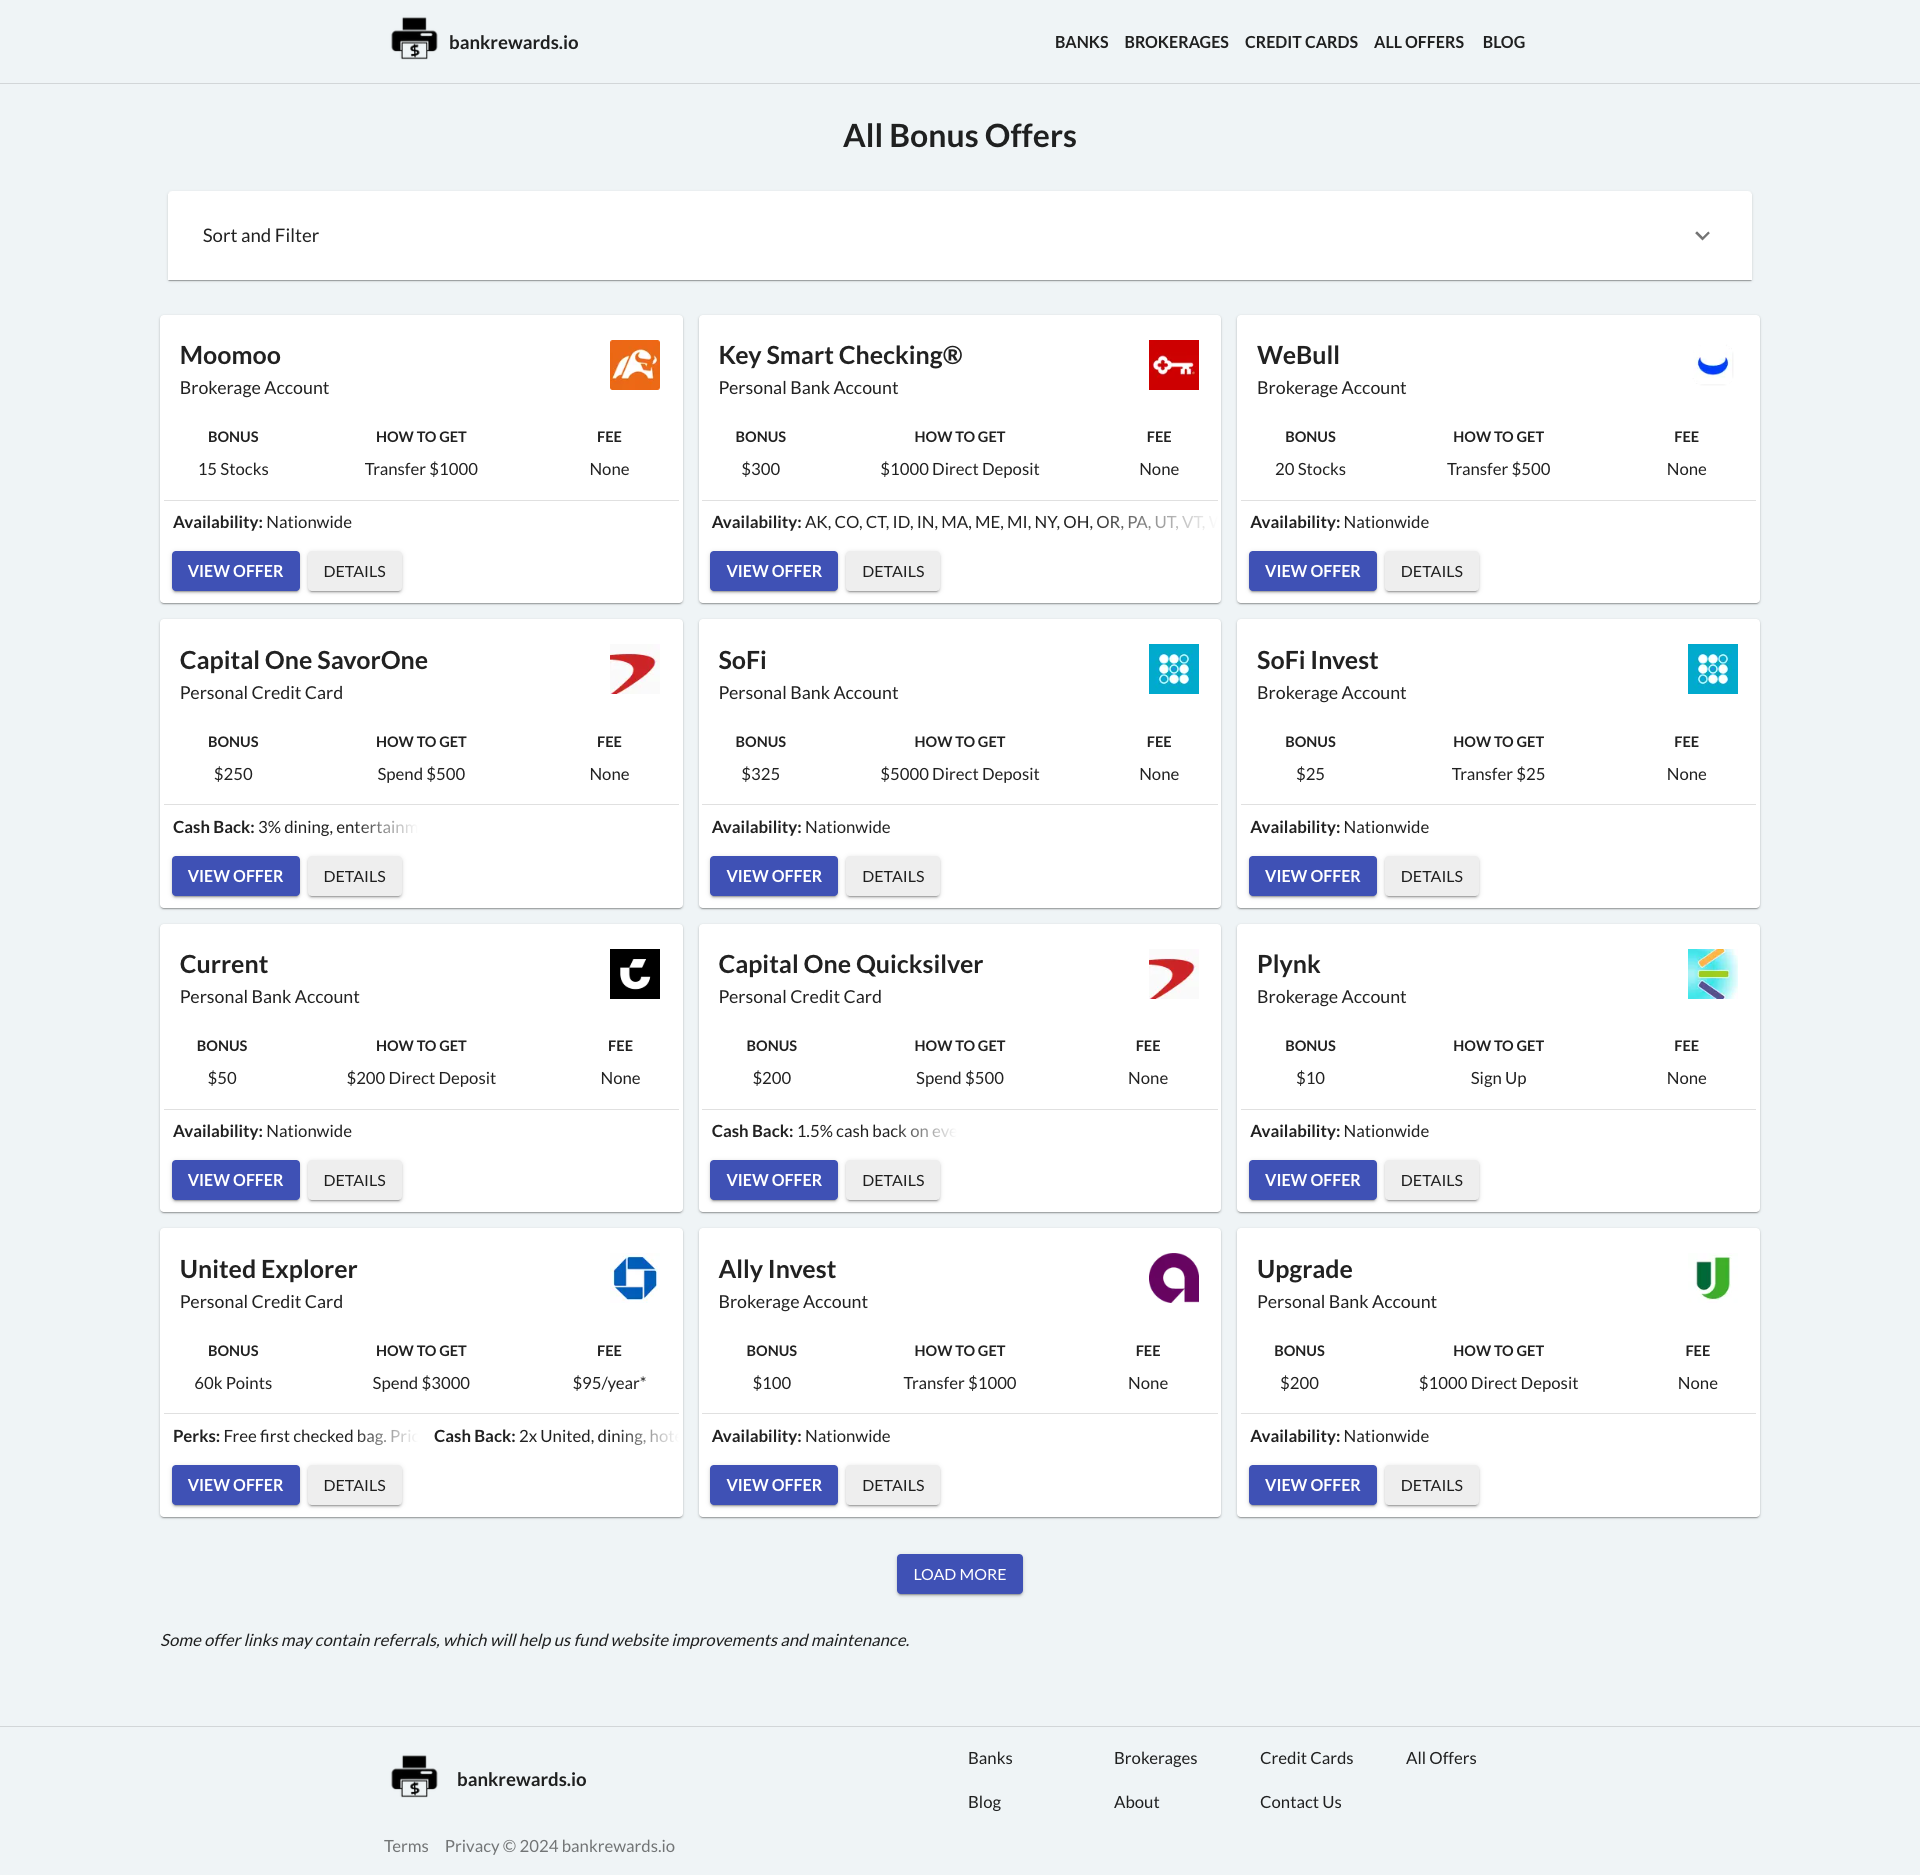 bankrewards.io
BANKS BROKERAGES CREDIT CARDS ALL OFFERS BLOG
All Bonus Offers
Sort and Filter
Moomoo
Brokerage Account
BONUS HOW TO GET FEE
15 Stocks Transfer $1000 None
Availability: Nationwide
VIEW OFFER DETAILS
Key Smart Checking®
Personal Bank Account
BONUS HOW TO GET FEE
$300 $1000 Direct Deposit None
Availability: AK, CO, CT, ID, IN, MA, ME, MI, NY, OH, OR, PA, UT, VT,
VIEW OFFER DETAILS
WeBull
Brokerage Account
BONUS HOW TO GET FEE
20 Stocks Transfer $500 None
Availability: Nationwide
VIEW OFFER DETAILS
Capital One SavorOne
Personal Credit Card
BONUS HOW TO GET FEE
$250 Spend $500 None
Cash Back: 3% dining,
VIEW OFFER DETAILS
SoFi
Personal Bank Account
BONUS HOW TO GET FEE
$325 $5000 Direct Deposit None
Availability: Nationwide
VIEW OFFER DETAILS
SoFi Invest
Brokerage Account
BONUS HOW TO GET FEE
$25 Transfer $25 None
Availability: Nationwide
VIEW OFFER DETAILS
Current
Personal Bank Account
BONUS HOW TO GET FEE
$50 $200 Direct Deposit None
Availability: Nationwide
VIEW OFFER DETAILS
Capital One Quicksilver
Personal Credit Card
BONUS HOW TO GET FEE
$200 Spend $500 None
Cash Back: 1.5% cash back on
VIEW OFFER DETAILS
Plynk
Brokerage Account
BONUS HOW TO GET FEE
$10 Sign Up None
Availability: Nationwide
VIEW OFFER DETAILS
United Explorer
Personal Credit Card
BONUS HOW TO GET FEE
60k Points Spend $3000 $95/year*
Perks: Free first checked bag. Cash Back: 2x United, dining,
VIEW OFFER DETAILS
Ally Invest
Brokerage Account
BONUS HOW TO GET FEE
$100 Transfer $1000 None
Availability: Nationwide
VIEW OFFER DETAILS
Upgrade
Personal Bank Account
BONUS HOW TO GET FEE
$200 $1000 Direct Deposit None
Availability: Nationwide
VIEW OFFER DETAILS
LOAD MORE
Some offer links may contain referrals, which will help us fund website improvements and maintenance.
bankrewards.io
Banks Brokerages Credit Cards All Offers
Blog About Contact Us
Terms Privacy © 2024 bankrewards.io